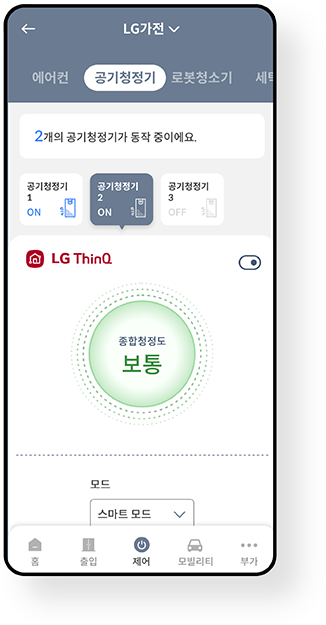 LG가전
에어컨 공기청정기 로봇청소기
2개의 공기청정기가 동작 중이에요.
공기청정기
1
ON
공기청정기
2
ON
공기청정기
3
OFF
LG ThinQ
종합청정도
보통
모드
스마트 모드
홈 출입 제어 모빌리티 부가